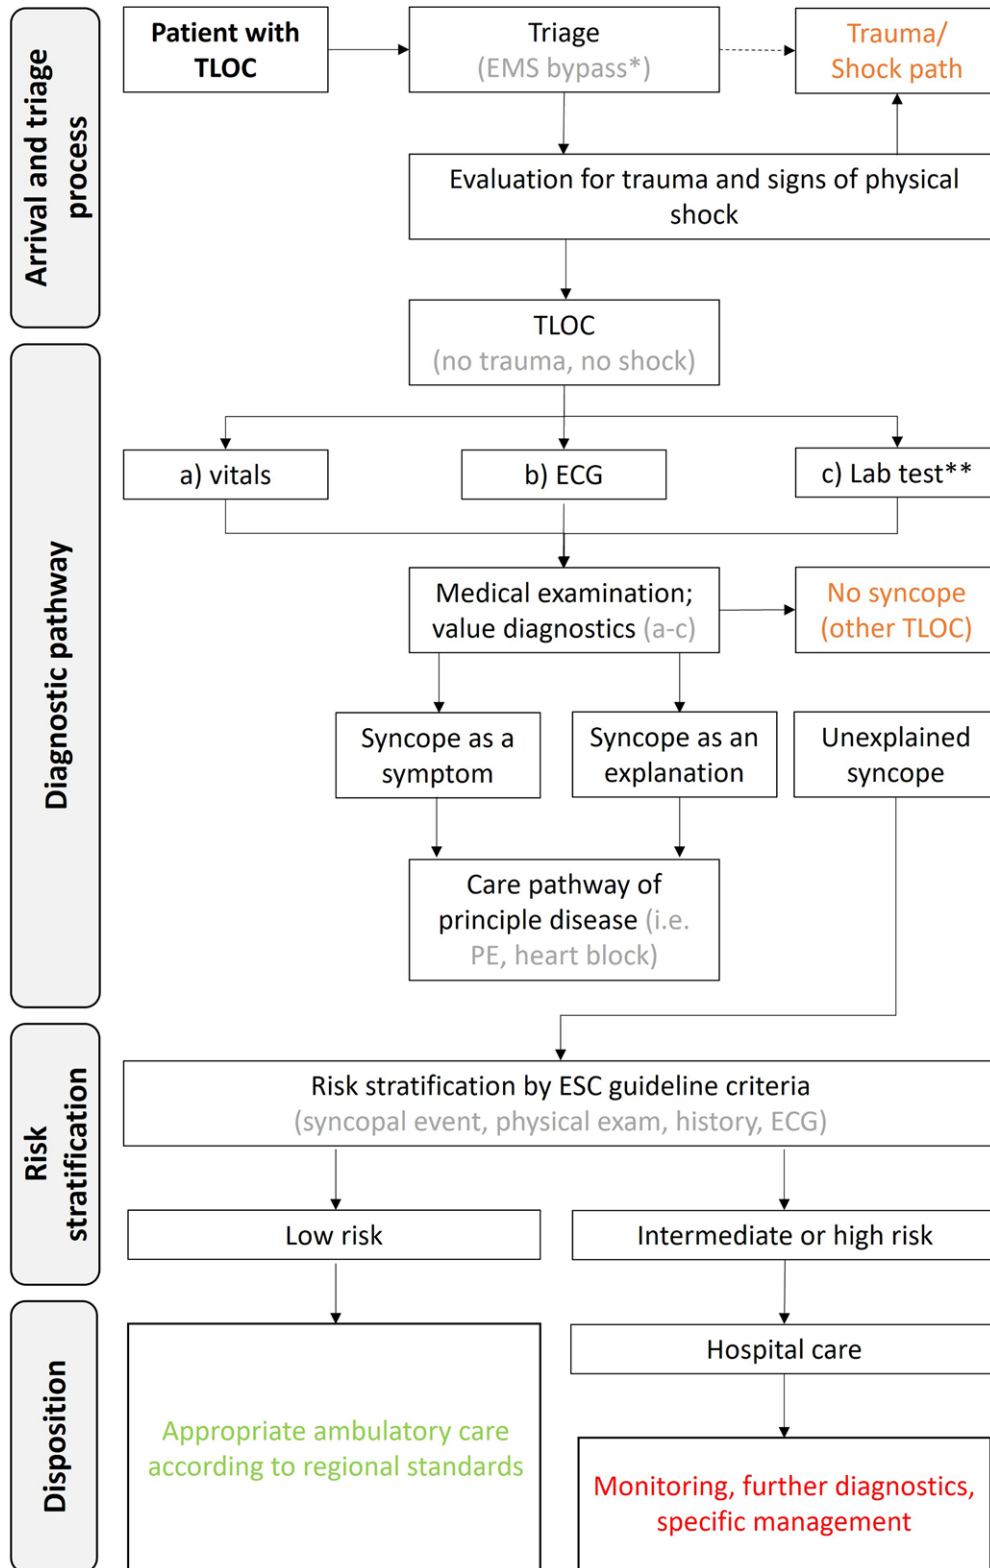 Arrival and triage
process
Patient with
TLOC
Triage
(EMS bypass*)
Trauma/
Shock path
Evaluation for trauma and signs of physical
shock
TLOC
(no trauma, no shock)
Diagnostic pathway
a) vitals
b) ECG
c) Lab test**
Medical examination;
value diagnostics (a-c)
No syncope
(other TLOC)
Syncope as a
symptom
Syncope as an
explanation
Unexplained
syncope
Care pathway of
principle disease (i.e.
PE, heart block)
Risk
stratification
Risk stratification by ESC guideline criteria
(syncopal event, physical exam, history, ECG)
Low risk
Intermediate or high risk
Disposition
Hospital care
Appropriate ambulatory care
according to regional standards
Monitoring, further diagnostics,
specific management